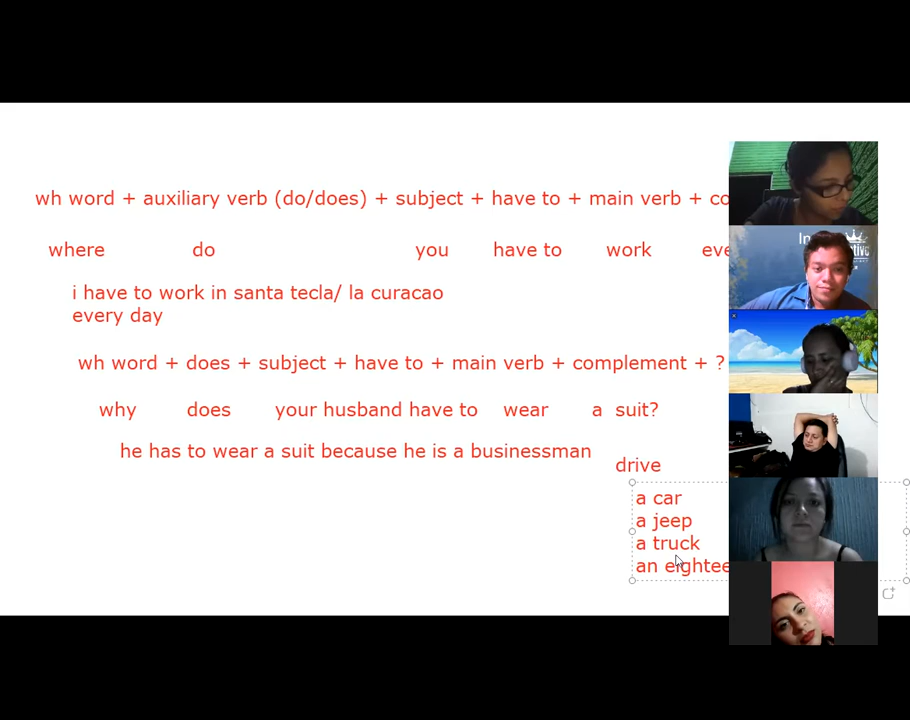 wh word + auxiliary verb (do/does) + subject + have to + main verb +
where do you have to work
i have to work in santa tecla/ la curacao
every day
wh word + does + subject + have to + main verb + complement + ?
why does your husband have to wear a suit?
he has to wear a suit because he is a businessman
drive
a car
a jeep
a truck
an